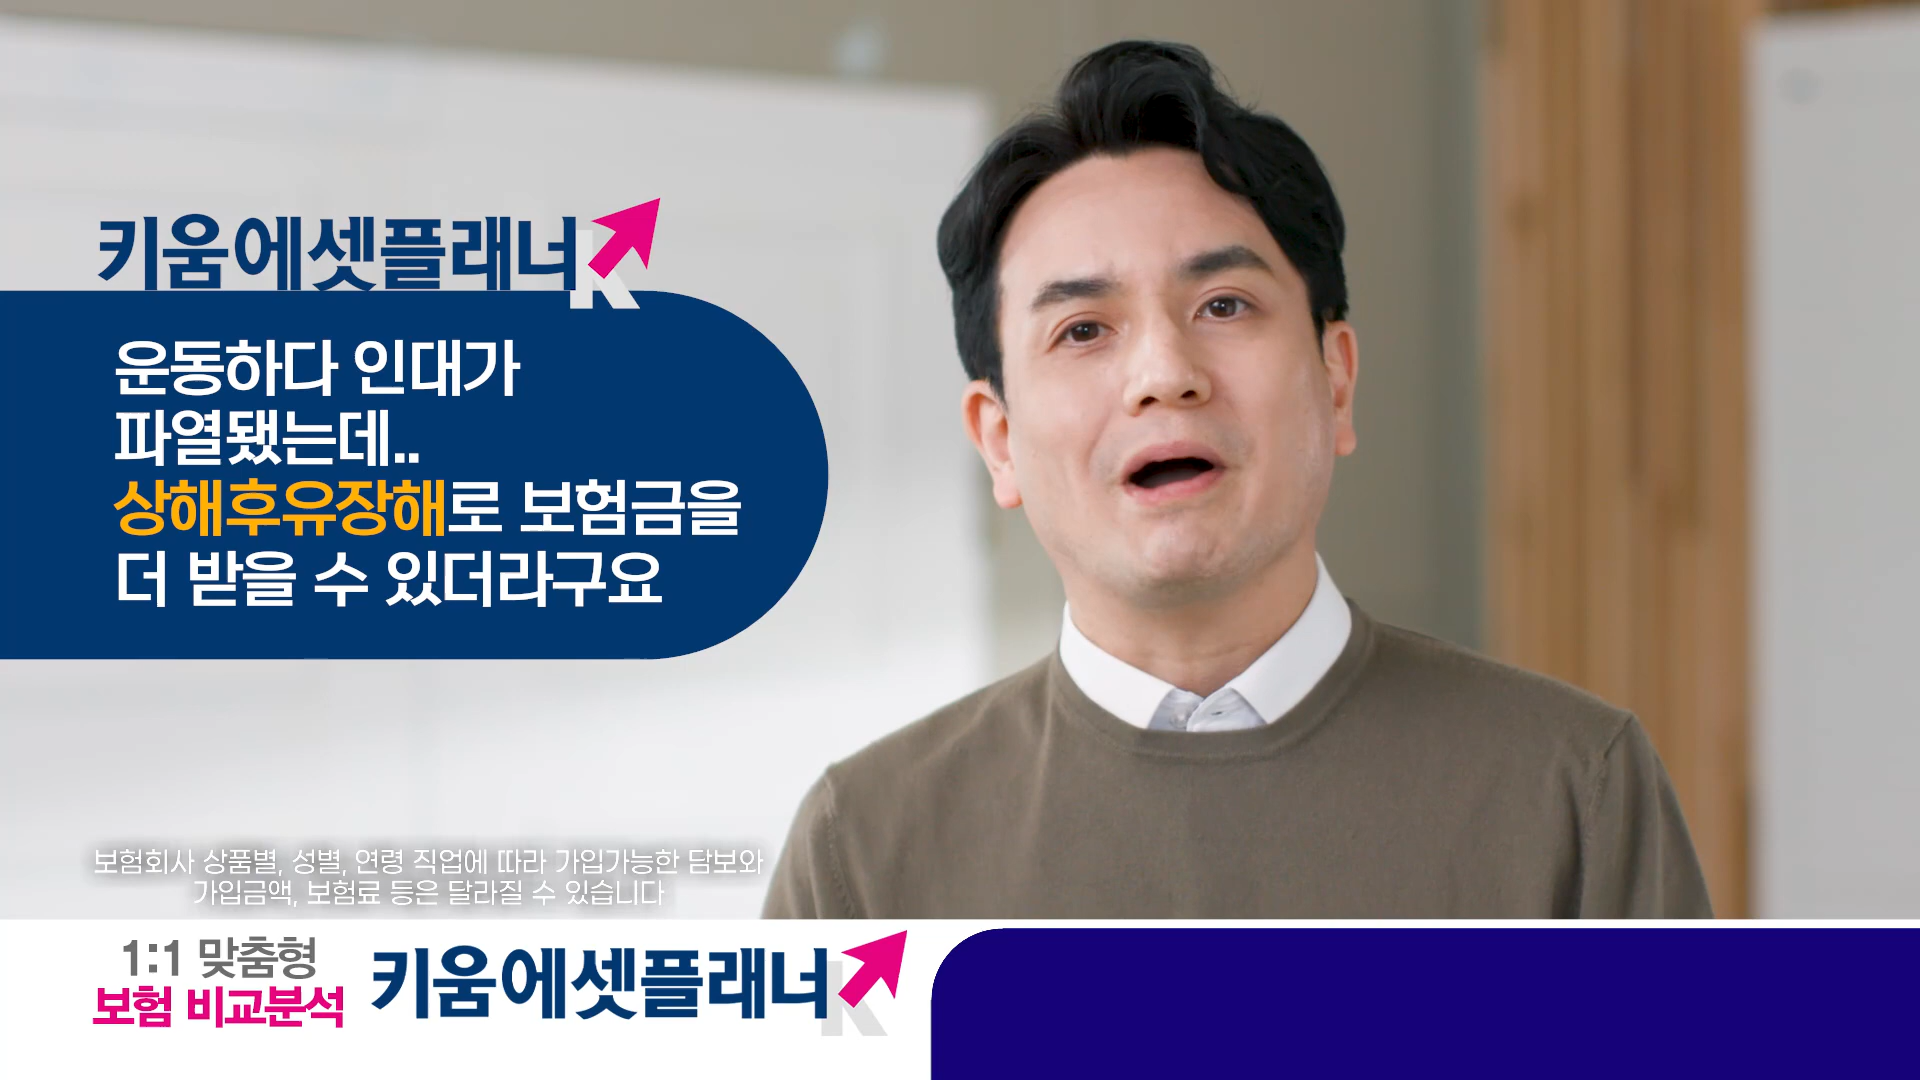 키움에셋플래너
운동하다 인대가
파열됐는데..
상해후유장해로 보험금을
더 받을 수 있더라구요
보험회사 상품별, 성별, 연령 직업에 따라 가입가능한 담보와
가입금액, 보험료 등은 달라질 수 있습니다
1:1 맞춤형
보험 비교분석
키움에셋플래너